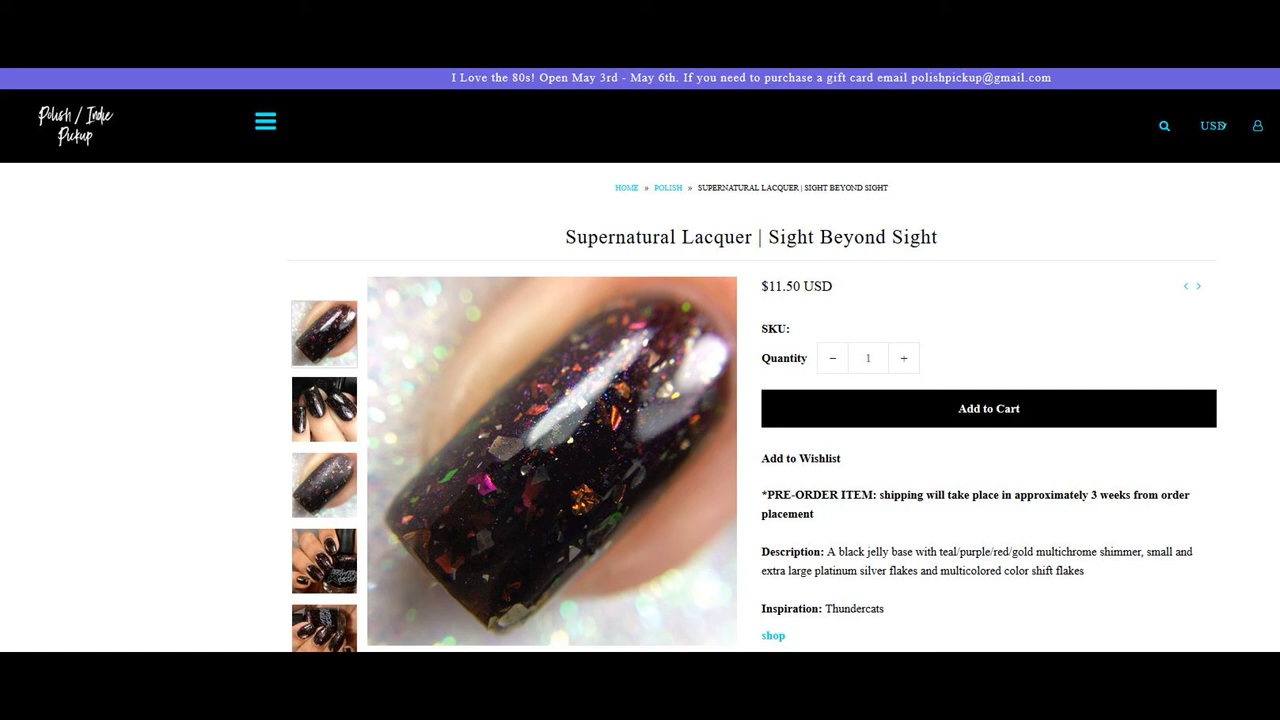 I Love the 80s! Open May 3rd - May 6th. If you need to purchase a gift card email polishpickup@gmail.com
Polish / Indie
Pickup
USD
HOME » POLISH » SUPERNATURAL LACQUER | SIGHT BEYOND SIGHT
Supernatural Lacquer | Sight Beyond Sight
$11.50 USD
SKU:
Quantity − 1 +
Add to Cart
Add to Wishlist
*PRE-ORDER ITEM: shipping will take place in approximately 3 weeks from order
placement
Description: A black jelly base with teal/purple/red/gold multichrome shimmer, small and
extra large platinum silver flakes and multicolored color shift flakes
Inspiration: Thundercats
shop